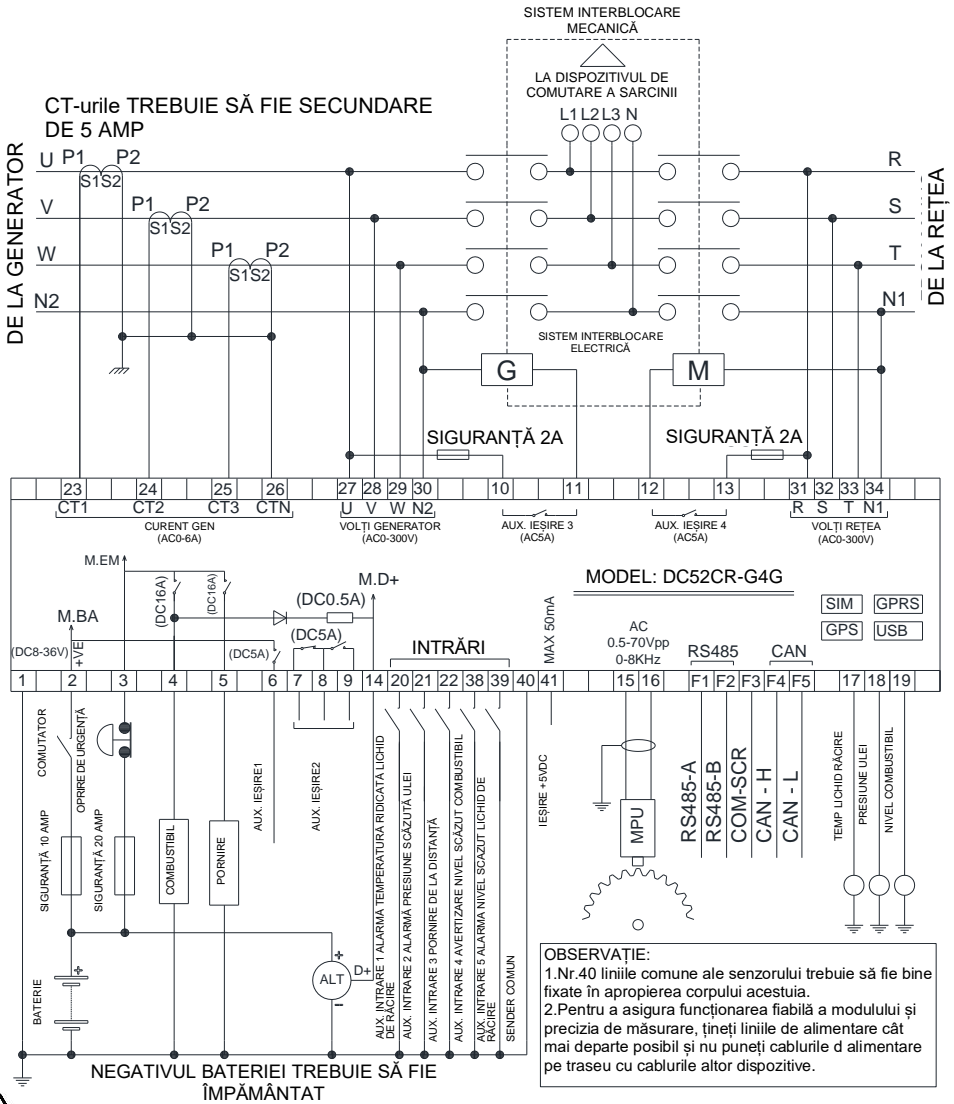 SISTEM INTERBLOCARE
MECANICĂ
LA DISPOZITIVUL DE
COMUTARE A SARCINII
L1 L2 L3 N
CT-urile TREBUIE SĂ FIE SECUNDARE
DE 5 AMP
DE LA GENERATOR
U P1 P2
S1S2
V P1 P2
S1S2
W P1 P2
S1S2
N2
R
S
T
N1
DE LA REȚEA
SISTEM INTERBLOCARE
ELECTRICĂ
G
M
SIGURANȚĂ 2A
SIGURANȚĂ 2A
23 24 25 26 27 28 29 30 10 11 12 13 31 32 33 34
CT1 CT2 CT3 CTN U V W N2 R S T N1
CURENT GEN
(AC0-6A)
VOLȚI GENERATOR
(AC0-300V)
AUX. IEȘIRE 3
(AC5A)
AUX. IEȘIRE 4
(AC5A)
VOLȚI REȚEA
(AC0-300V)
M.EM
M.BA
(DC8-36V)
+VE
(DC16A)
(DC16A)
(DC5A)
(DC0.5A)
(DC5A)
M.D+
INTRĂRI
MAX 50mA
MODEL: DC52CR-G4G
AC
0.5-70Vpp
0-8KHz
RS485
CAN
SIM
GPRS
GPS
USB
1 2 3 4 5 6 7 8 9 14 20 21 22 38 39 40 41 15 16 F1 F2 F3 F4 F5 17 18 19
COMUTATOR
OPRIRE DE URGENȚĂ
SIGURANȚĂ 10 AMP
SIGURANȚĂ 20 AMP
COMBUSTIBIL
PORNIRE
AUX. IEȘIRE1
AUX. IEȘIRE2
AUX. INTRARE 1 ALARMĂ TEMPERATURĂ RIDICATĂ LICHID
DE RĂCIRE
AUX. INTRARE 2 ALARMĂ PRESIUNE SCĂZUTĂ ULEI
AUX. INTRARE 3 PORNIRE DE LA DISTANȚĂ
AUX. INTRARE 4 AVERTIZARE NIVEL SCĂZUT COMBUSTIBIL
AUX. INTRARE 5 ALARMA NIVEL SCAZUT LICHID DE
RĂCIRE
SENDER COMUN
IEȘIRE +5VDC
MPU
RS485-A
RS485-B
COM-SCR
CAN - H
CAN - L
TEMP LICHID RĂCIRE
PRESIUNE ULEI
NIVEL COMBUSTIBIL
BATERIE
+
−
+
ALT
D+
−
NEGATIVUL BATERIEI TREBUIE SĂ FIE
ÎMPĂMÂNTAT
OBSERVAȚIE:
1.Nr.40 liniile comune ale senzorului trebuie să fie bine
fixate în apropierea corpului acestuia.
2.Pentru a asigura funcționarea fiabilă a modulului și
precizia de măsurare, țineți liniile de alimentare cât
mai departe posibil și nu puneți cablurile d alimentare
pe traseu cu cablurile altor dispozitive.